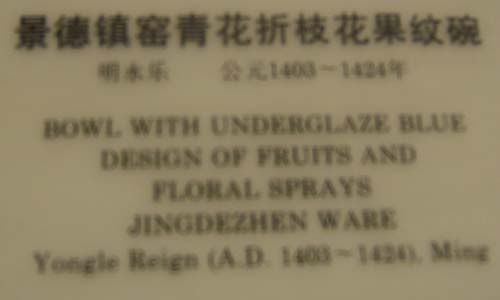 景德镇窑青花折枝花果纹碗
明永乐 公元1403~1424年
BOWL WITH UNDERGLAZE BLUE
DESIGN OF FRUITS AND
FLORAL SPRAYS
JINGDEZHEN WARE
Yongle Reign (A.D. 1403~1424), Ming